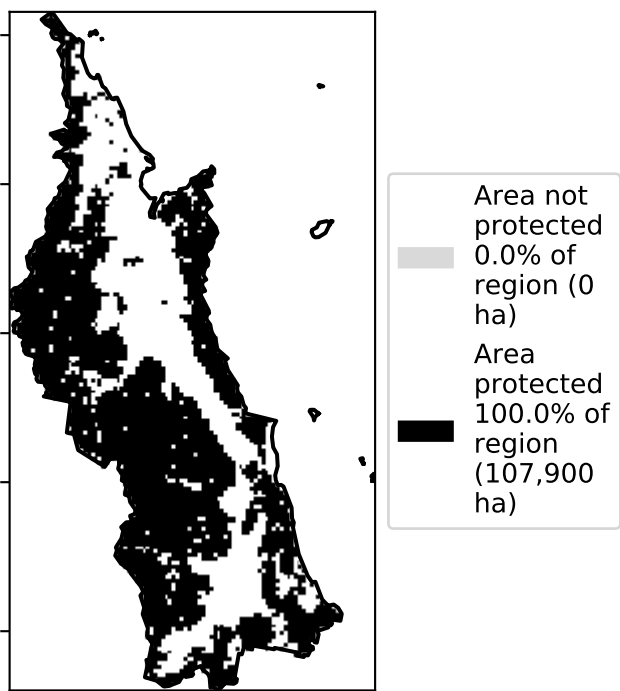 Area not
protected
0.0% of
region (0
ha)
Area
protected
100.0% of
region
(107,900
ha)